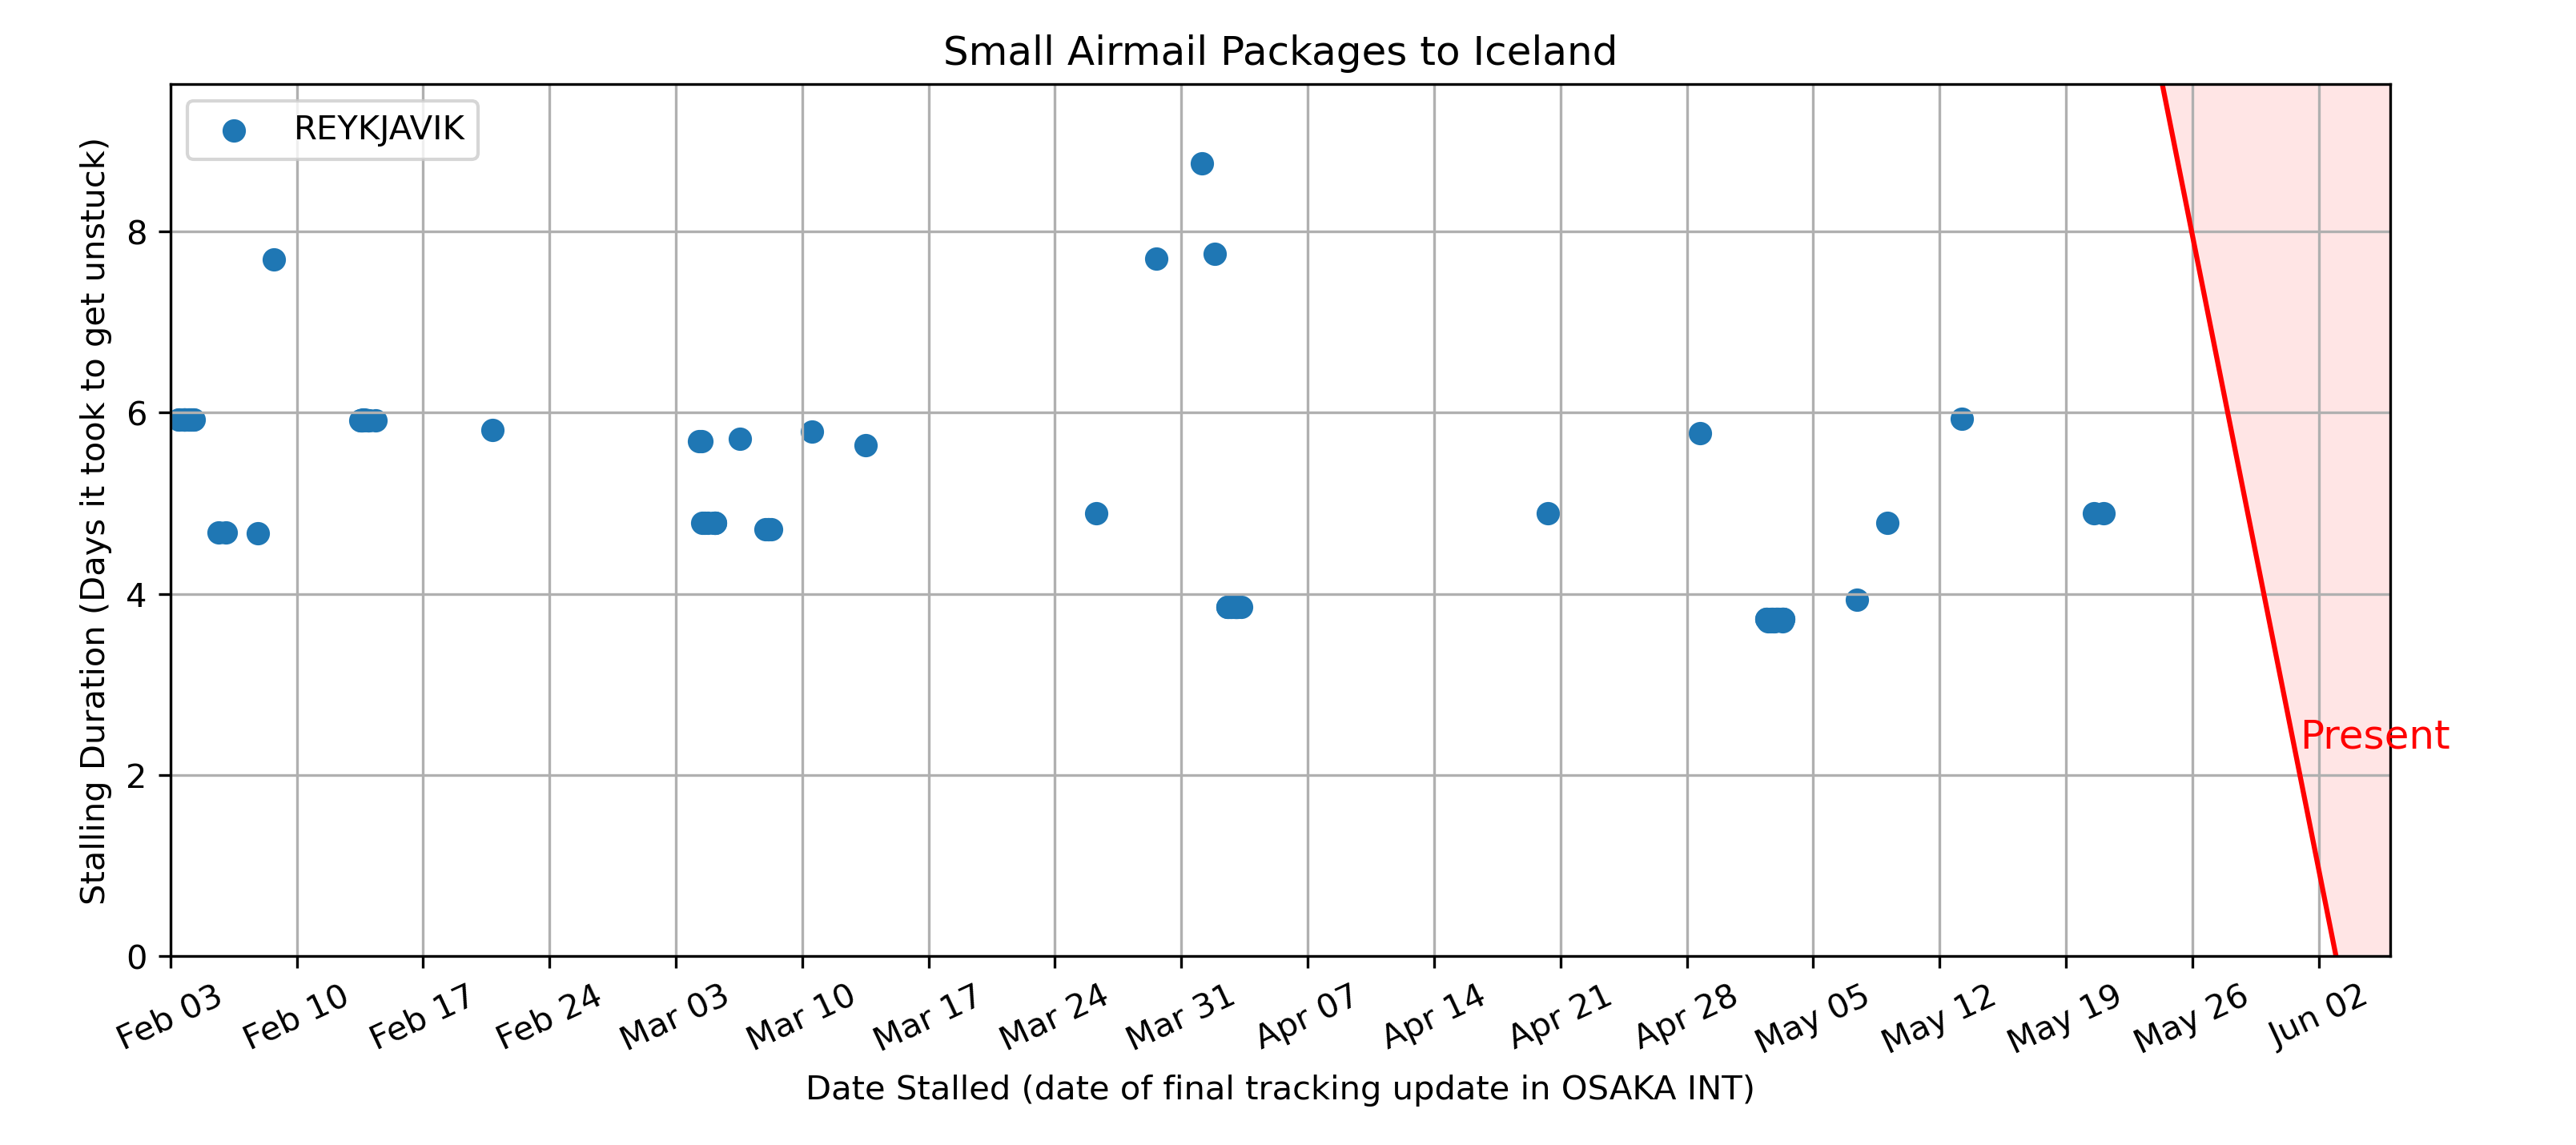 Small Airmail Packages to Iceland
REYKJAVIK
Stalling Duration (Days it took to get unstuck)
8
6
4
2
0
Present
Feb 03
Feb 10
Feb 17
Feb 24
Mar 03
Mar 10
Mar 17
Mar 24
Mar 31
Apr 07
Apr 14
Apr 21
Apr 28
May 05
May 12
May 19
May 26
Jun 02
Date Stalled (date of final tracking update in OSAKA INT)